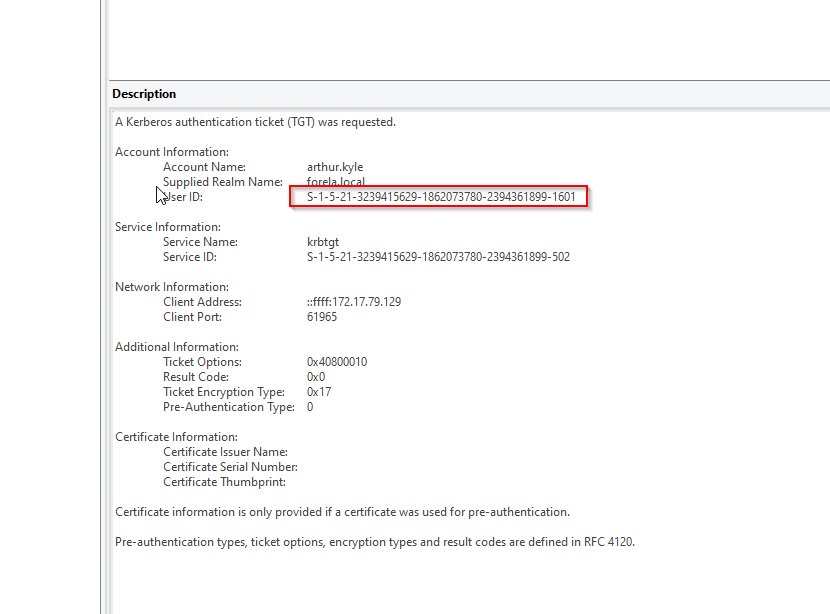 Description
A Kerberos authentication ticket (TGT) was requested.
Account Information:
Account Name: arthur.kyle
Supplied Realm Name: forela.local
User ID: S-1-5-21-3239415629-1862073780-2394361899-1601
Service Information:
Service Name: krbtgt
Service ID: S-1-5-21-3239415629-1862073780-2394361899-502
Network Information:
Client Address: ::ffff:172.17.79.129
Client Port: 61965
Additional Information:
Ticket Options: 0x40800010
Result Code: 0x0
Ticket Encryption Type: 0x17
Pre-Authentication Type: 0
Certificate Information:
Certificate Issuer Name:
Certificate Serial Number:
Certificate Thumbprint:
Certificate information is only provided if a certificate was used for pre-authentication.
Pre-authentication types, ticket options, encryption types and result codes are defined in RFC 4120.